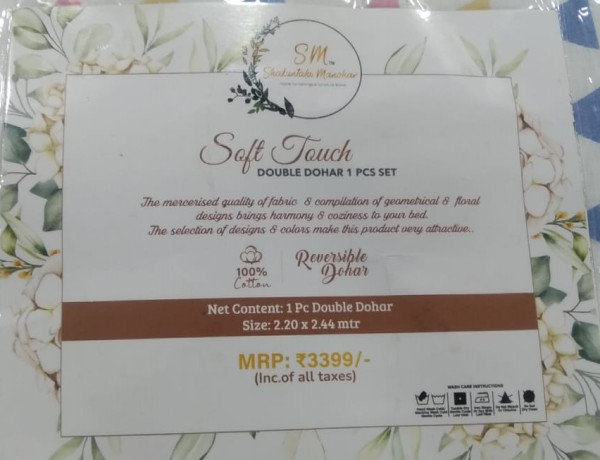 SM
Shakuntala Manohar
Soft Touch
DOUBLE DOHAR 1 PCS SET
The mercerised quality of fabric & compilation of geometrical & floral
designs brings harmony & coziness to your bed.
The selection of designs & colors make this product very attractive..
100%
Cotton
Reversible
Dohar
Net Content: 1 Pc Double Dohar
Size: 2.20 x 2.44 mtr
MRP: ₹3399/-
(Inc.of all taxes)
WASH CARE INSTRUCTIONS